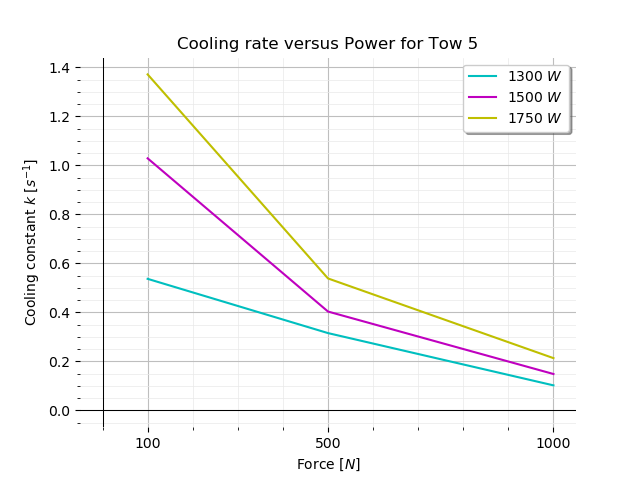 Cooling rate versus Power for Tow 5
1300 W
1500 W
1750 W
Cooling constant k [s⁻¹]
1.4
1.2
1.0
0.8
0.6
0.4
0.2
0.0
100 500 1000
Force [N]